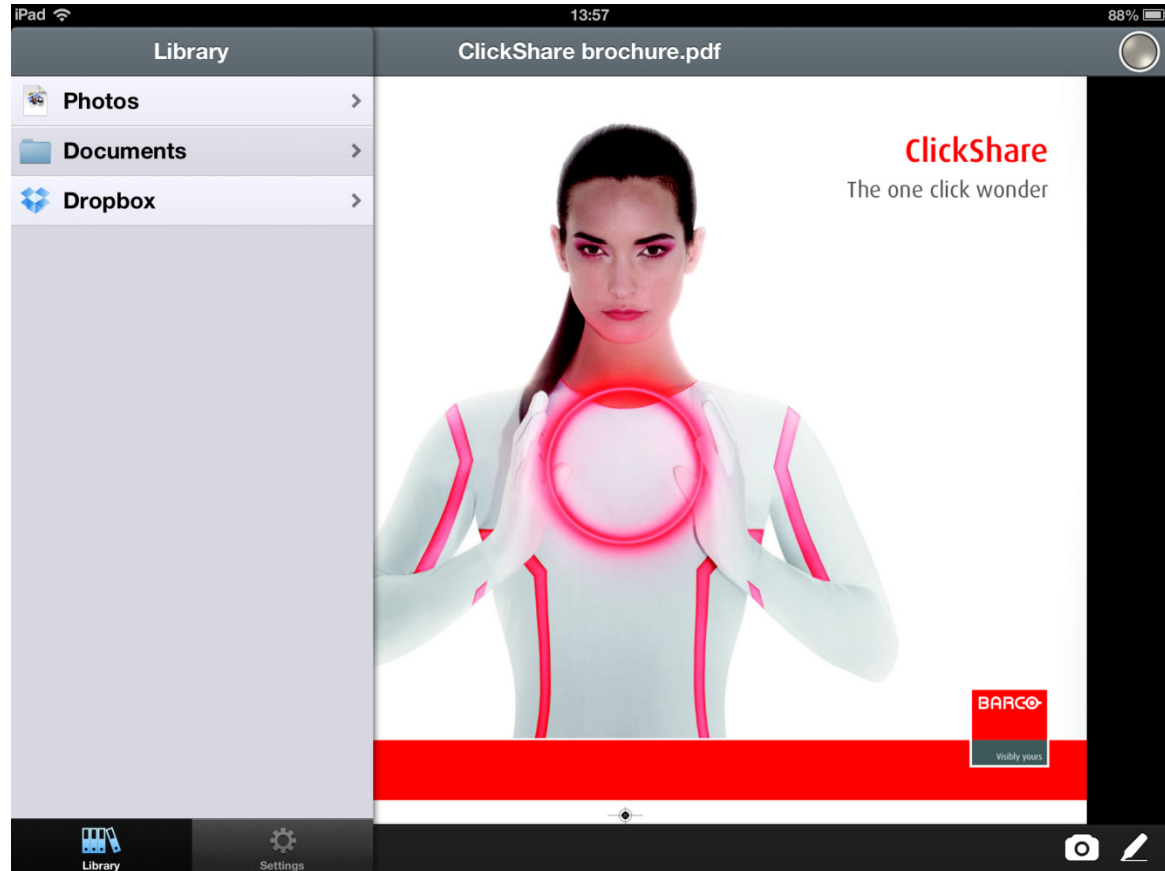 iPad
13:57
88%
Library
ClickShare brochure.pdf
Photos
Documents
Dropbox
ClickShare
The one click wonder
BARCO
Visibly yours
Library
Settings